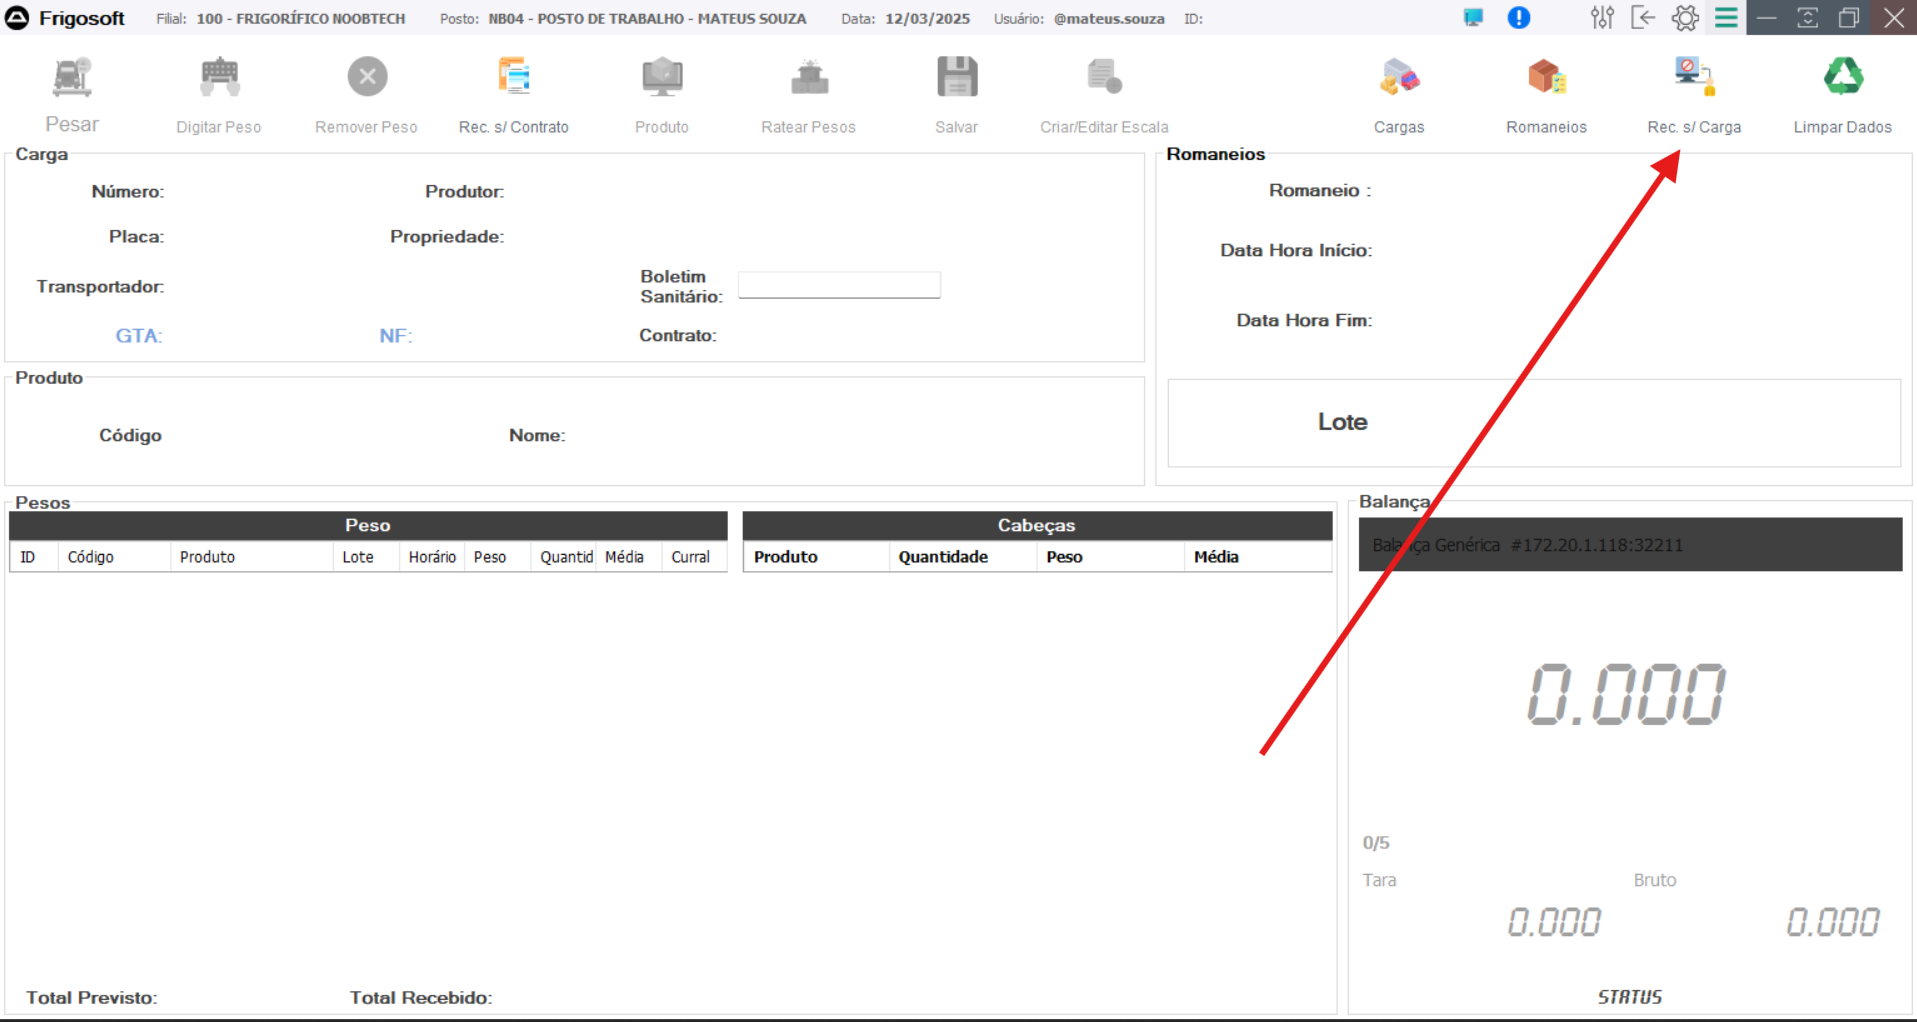 Frigosoft Filial: 100 - FRIGORÍFICO NOOBTECH Posto: NB04 - POSTO DE TRABALHO - MATEUS SOUZA Data: 12/03/2025 Usuário: @mateus.souza ID:
Pesar Digitar Peso Remover Peso Rec. s/ Contrato Produto Ratear Pesos Salvar Criar/Editar Escala Cargas Romaneios Rec. s/ Carga Limpar Dados
Carga
Número: Produtor:
Placa: Propriedade:
Transportador: Boletim
Sanitário:
GTA: NF: Contrato:
Romaneios
Romaneio :
Data Hora Início:
Data Hora Fim:
Lote
Produto
Código Nome:
Pesos
Peso
ID Código Produto Lote Horário Peso Quantid Média Curral
Cabeças
Produto Quantidade Peso Média
Total Previsto: Total Recebido:
Balança
Balança Genérica #172.20.1.118:32211
0.000
0/5
Tara Bruto
0.000 0.000
STATUS